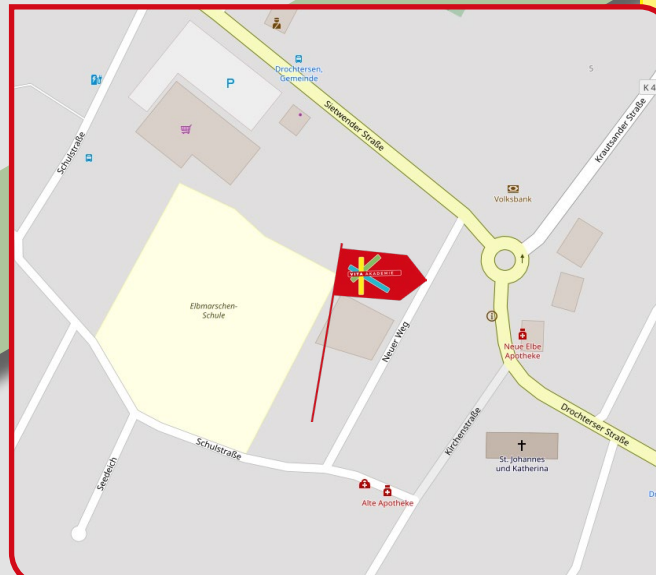 Drochtersen,
Gemeinde
P
S
K 4
Sietwender Straße
Krautsander Straße
Schulstraße
Volksbank
VITA AKADEMIE
Elbmarschen-
Schule
Neuer Weg
Neue Elbe
Apotheke
Kirchenstraße
Drochterser Straße
Schulstraße
St. Johannes
und Katherina
Seedeich
Alte Apotheke